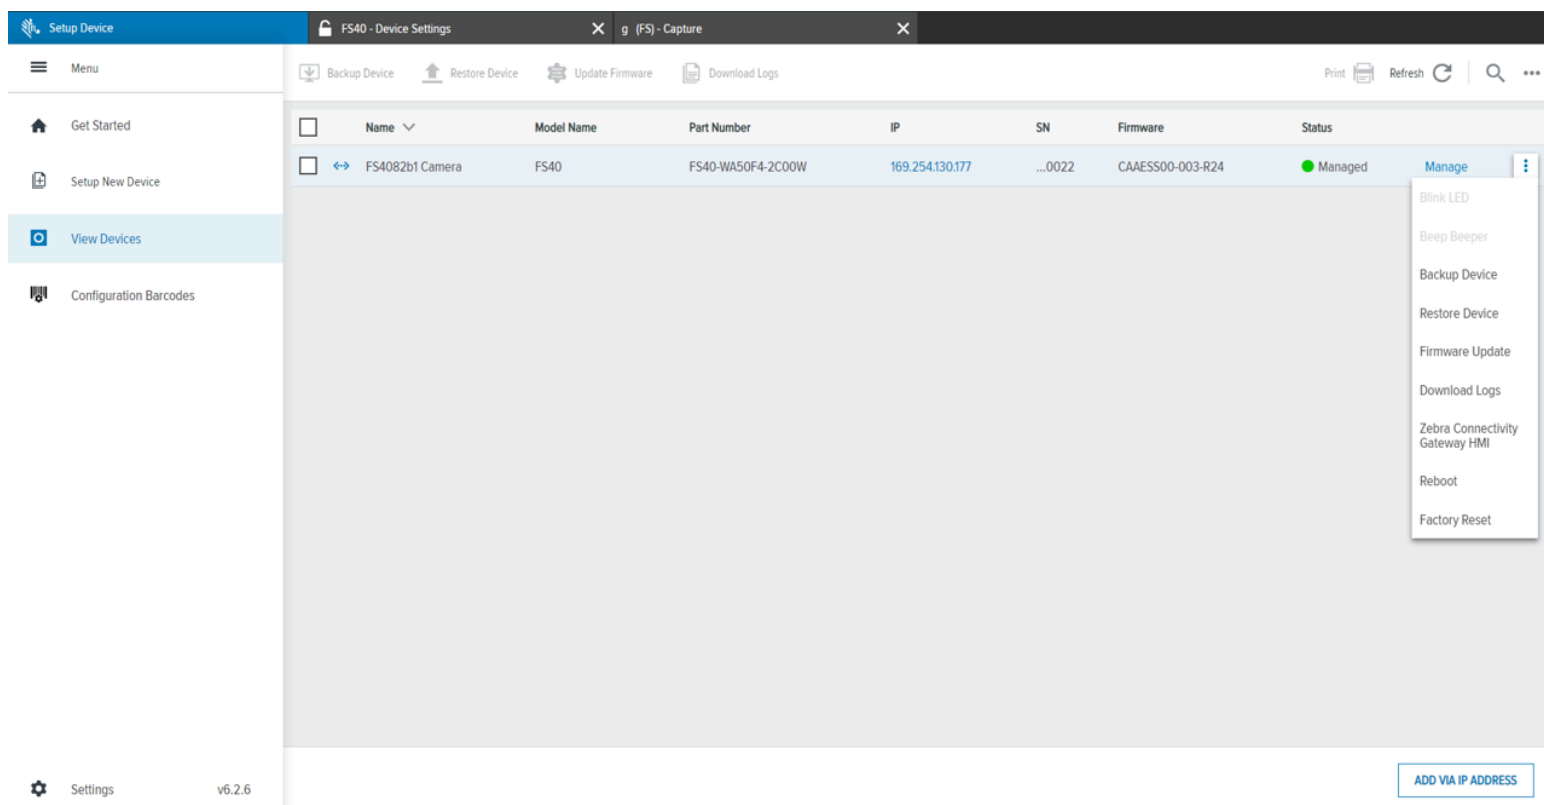 Setup Device
FS40 - Device Settings
g (FS) - Capture
Menu
Backup Device
Restore Device
Update Firmware
Download Logs
Print
Refresh
Get Started
Setup New Device
View Devices
Configuration Barcodes
Name Model Name Part Number IP SN Firmware Status
FS4082b1 Camera FS40 FS40-WA50F4-2C00W 169.254.130.177 ...0022 CAAESS00-003-R24 Managed Manage
Blink LED
Beep Beeper
Backup Device
Restore Device
Firmware Update
Download Logs
Zebra Connectivity
Gateway HMI
Reboot
Factory Reset
Settings v6.2.6
ADD VIA IP ADDRESS